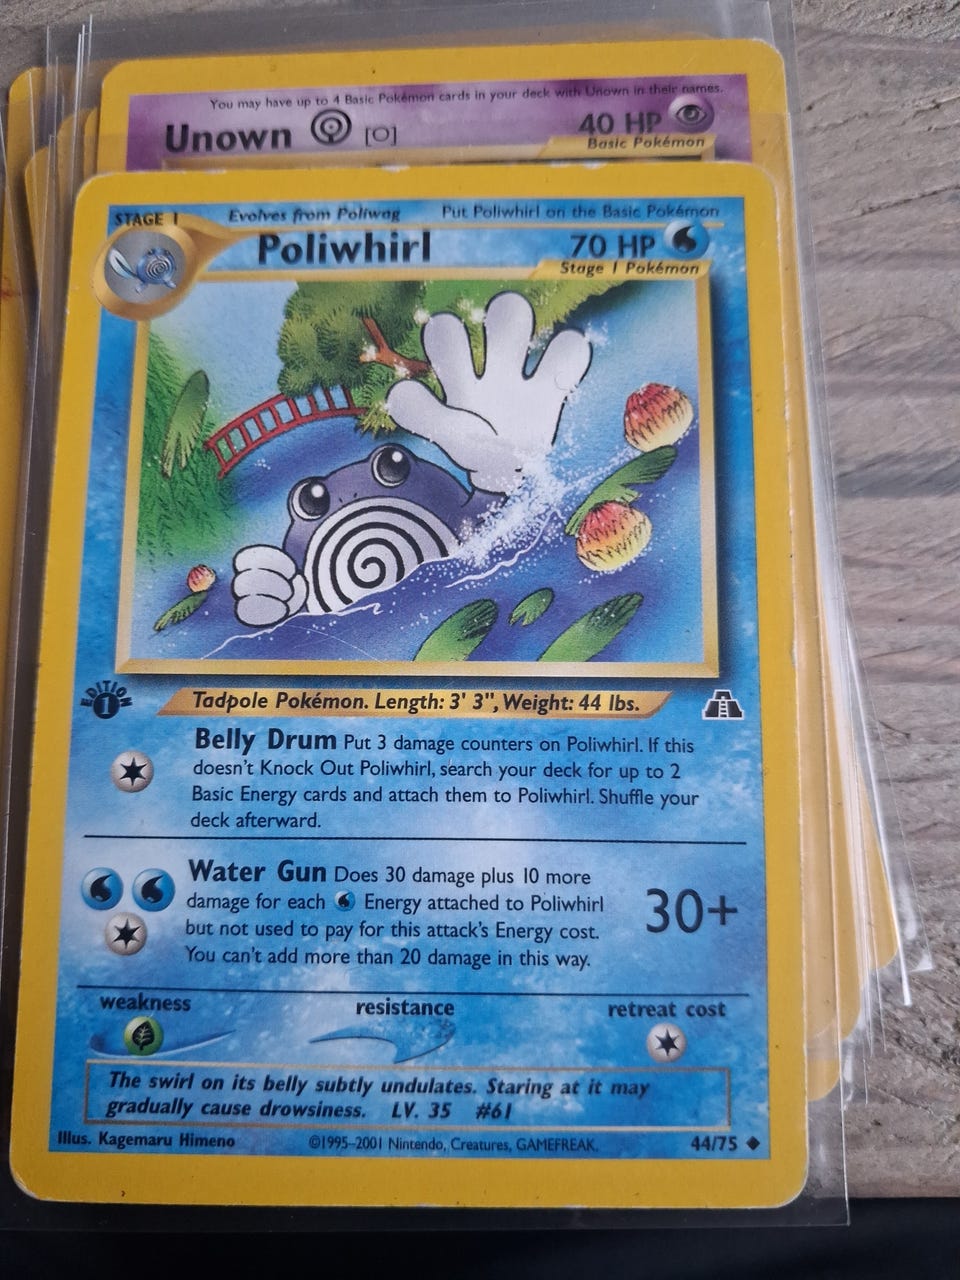 You may have up to 4 Basic Pokémon cards in your deck with Unown in their names.
Unown [O] 40 HP
Basic Pokémon
STAGE 1 Evolves from Poliwag Put Poliwhirl on the Basic Pokémon
Poliwhirl 70 HP
Stage 1 Pokémon
EDITION
1
Tadpole Pokémon. Length: 3' 3", Weight: 44 lbs.
Belly Drum Put 3 damage counters on Poliwhirl. If this
doesn't Knock Out Poliwhirl, search your deck for up to 2
Basic Energy cards and attach them to Poliwhirl. Shuffle your
deck afterward.
Water Gun Does 30 damage plus 10 more
damage for each Energy attached to Poliwhirl
but not used to pay for this attack's Energy cost.
You can't add more than 20 damage in this way.
30+
weakness resistance retreat cost
The swirl on its belly subtly undulates. Staring at it may
gradually cause drowsiness. LV. 35 #61
Illus. Kagemaru Himeno ©1995–2001 Nintendo, Creatures, GAMEFREAK. 44/75